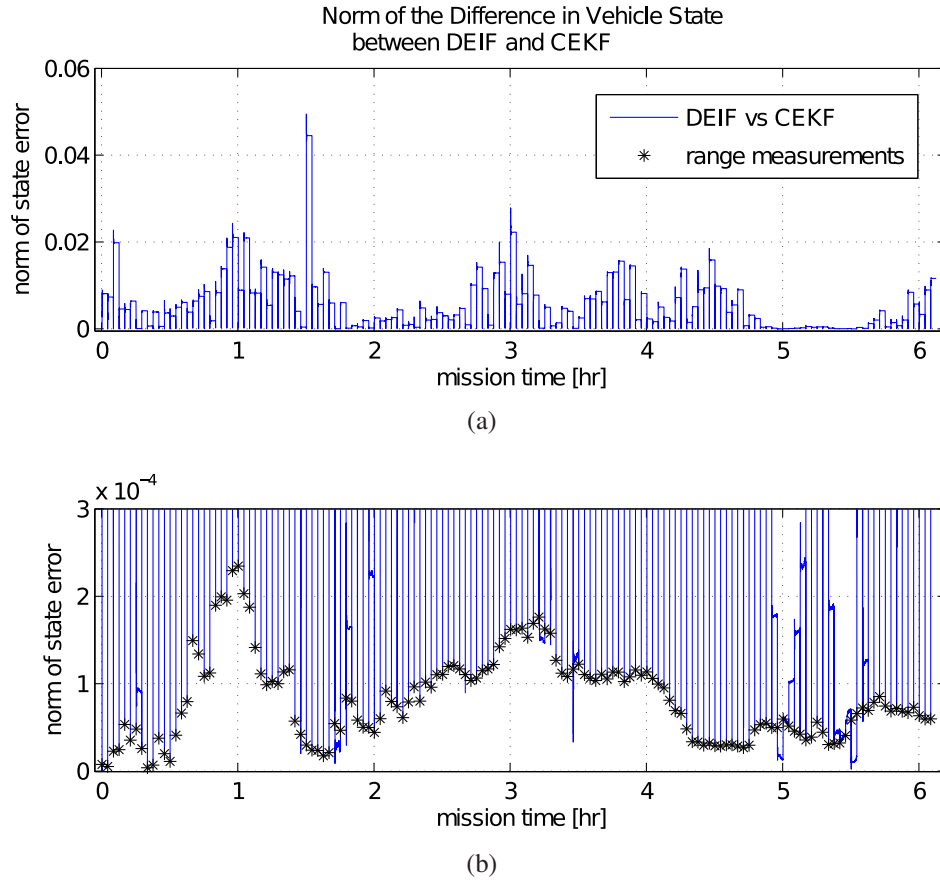 Norm of the Difference in Vehicle State
between DEIF and CEKF
0.06
0.04
0.02
0
norm of state error
DEIF vs CEKF
range measurements
0 1 2 3 4 5 6
mission time [hr]
(a)
x 10⁻⁴
3
2
1
0
norm of state error
0 1 2 3 4 5 6
mission time [hr]
(b)